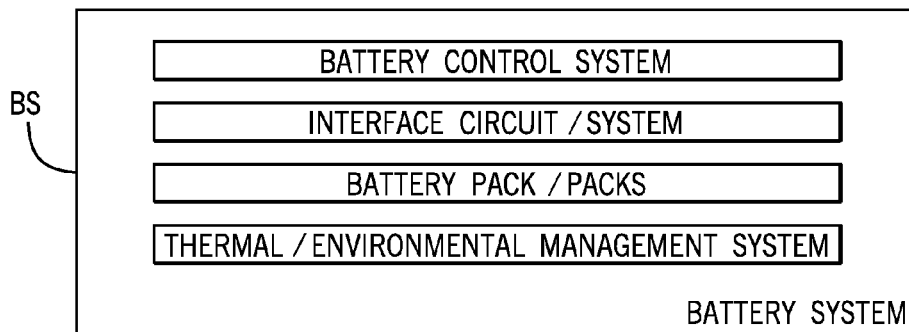 BATTERY CONTROL SYSTEM
BS
INTERFACE CIRCUIT / SYSTEM
BATTERY PACK / PACKS
THERMAL / ENVIRONMENTAL MANAGEMENT SYSTEM
BATTERY SYSTEM